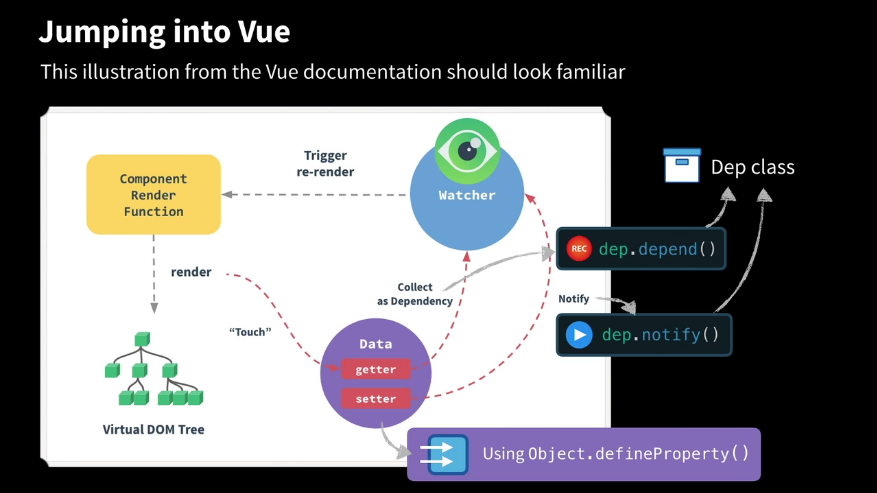 Jumping into Vue
This illustration from the Vue documentation should look familiar
Component
Render
Function
Trigger
re-render
Watcher
Dep class
REC dep.depend()
render
Collect
as Dependency
Notify
dep.notify()
"Touch"
Data
getter
setter
Virtual DOM Tree
Using Object.defineProperty()